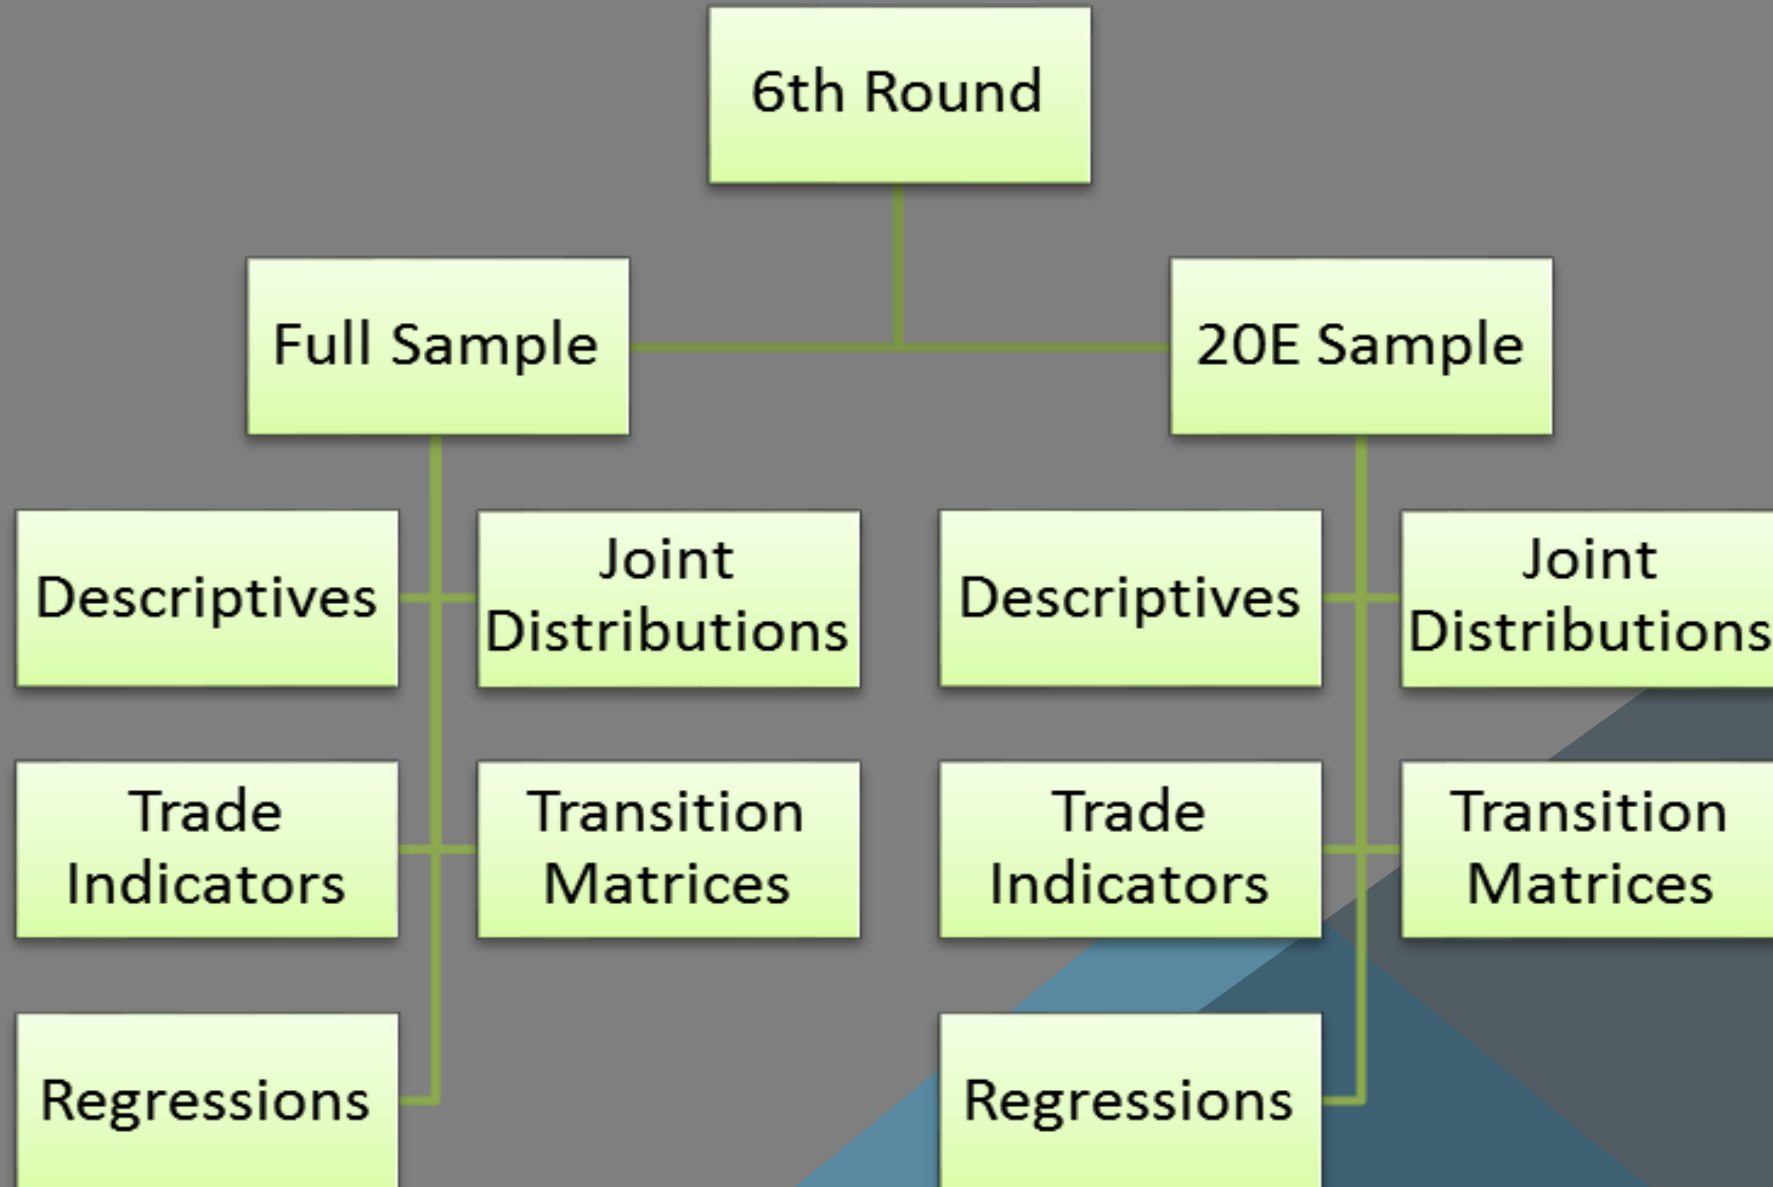 6th Round
Full Sample
20E Sample
Descriptives
Joint
Distributions
Descriptives
Joint
Distributions
Trade
Indicators
Transition
Matrices
Trade
Indicators
Transition
Matrices
Regressions
Regressions